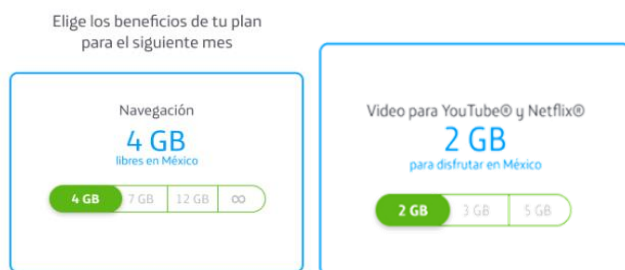 Elige los beneficios de tu plan
para el siguiente mes
Navegación
4 GB
libres en México
4 GB 7 GB 12 GB ∞
Video para YouTube® y Netflix®
2 GB
para disfrutar en México
2 GB 3 GB 5 GB